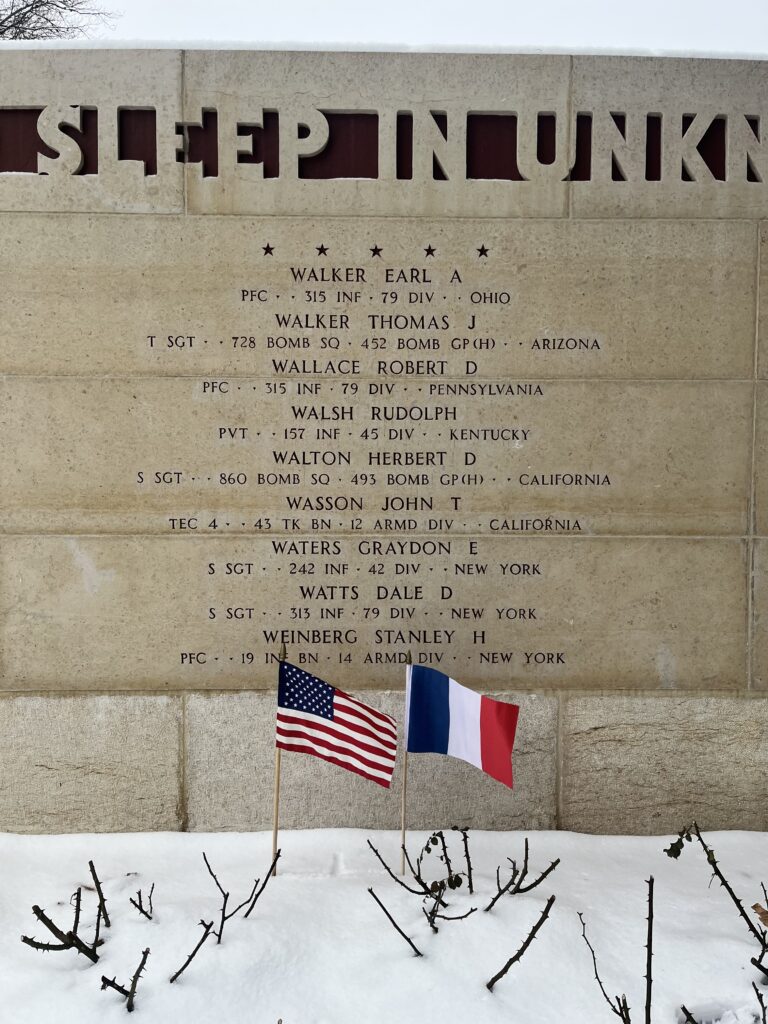 SLEEP IN UNKN
★ ★ ★ ★ ★
WALKER EARL A
PFC · · 315 INF · 79 DIV · · OHIO
WALKER THOMAS J
T SGT · · 728 BOMB SQ · 452 BOMB GP(H) · · ARIZONA
WALLACE ROBERT D
PFC · · 315 INF · 79 DIV · · PENNSYLVANIA
WALSH RUDOLPH
PVT · · 157 INF · 45 DIV · · KENTUCKY
WALTON HERBERT D
S SGT · · 860 BOMB SQ · 493 BOMB GP(H) · · CALIFORNIA
WASSON JOHN T
TEC 4 · · 43 TK BN · 12 ARMD DIV · · CALIFORNIA
WATERS GRAYDON E
S SGT · · 242 INF · 42 DIV · · NEW YORK
WATTS DALE D
S SGT · · 313 INF · 79 DIV · · NEW YORK
WEINBERG STANLEY H
PFC · · 19 INF BN · 14 ARMD DIV · · NEW YORK